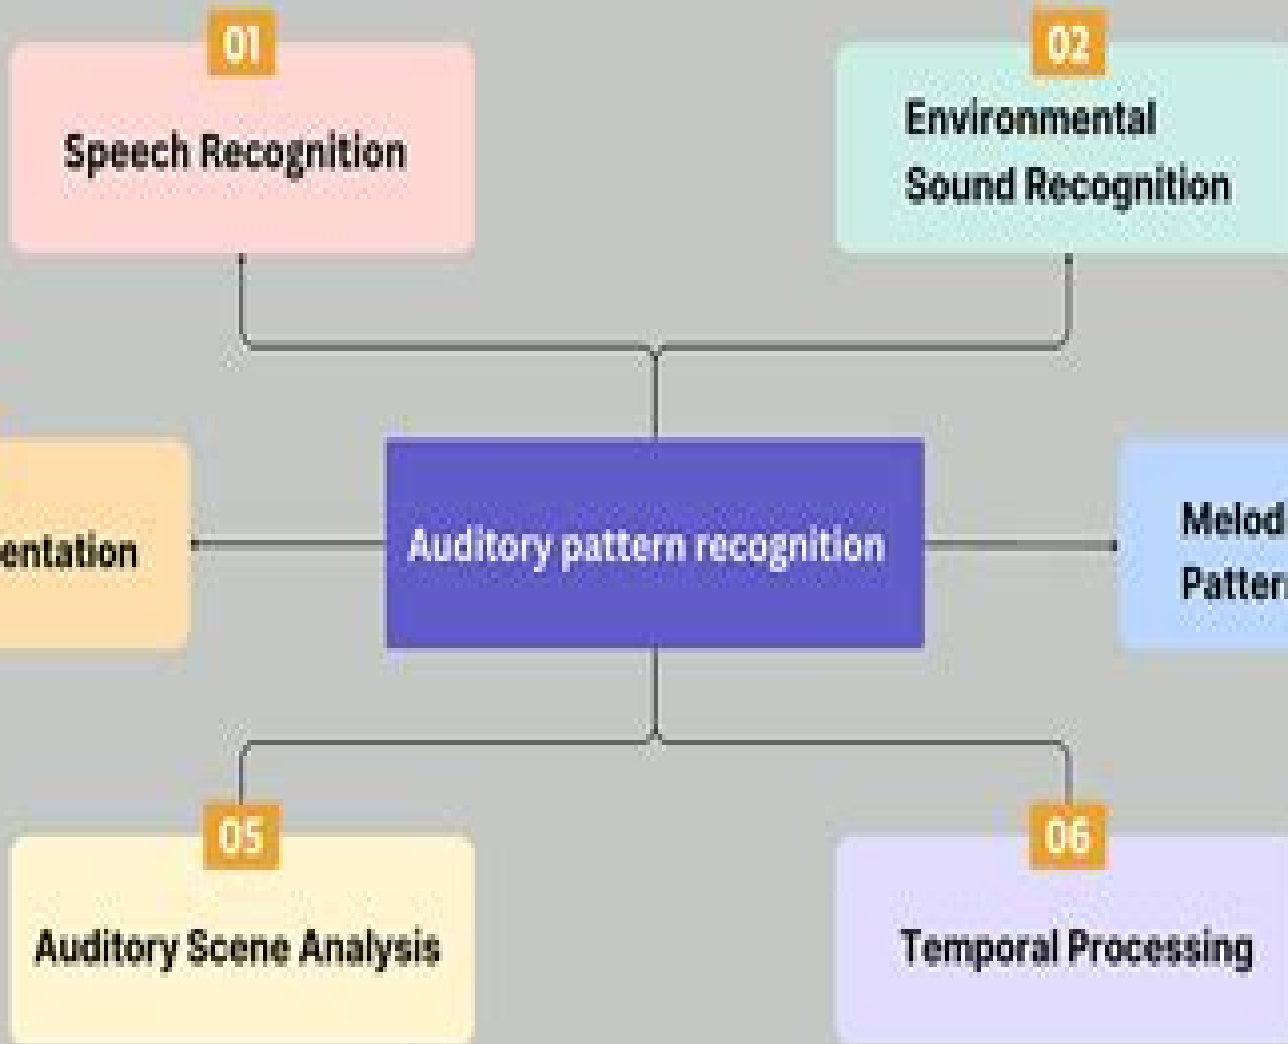 01
Speech Recognition
02
Environmental
Sound Recognition
entation
Auditory pattern recognition
Melod
Patter
05
Auditory Scene Analysis
06
Temporal Processing